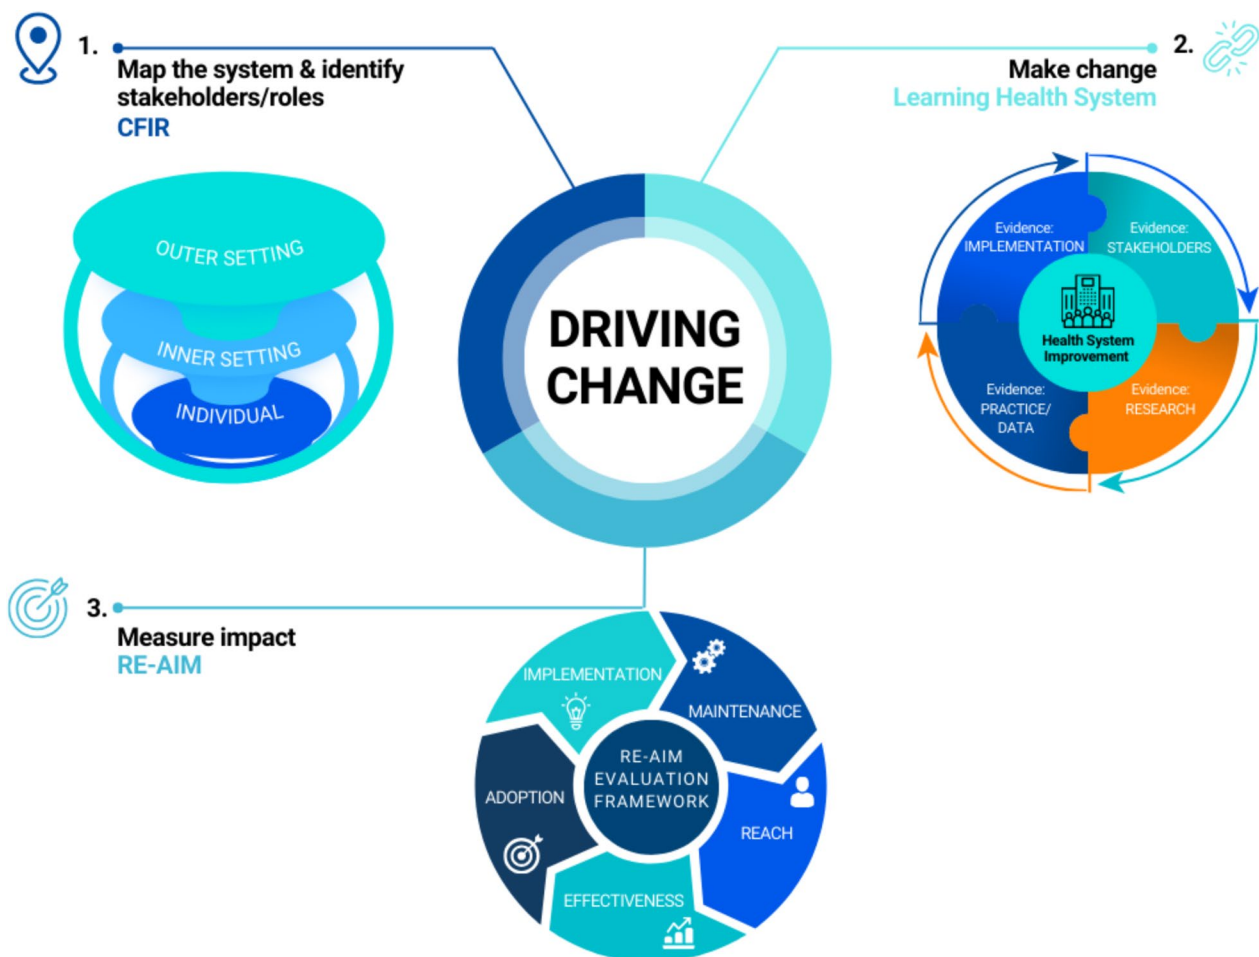 1.
Map the system & identify
stakeholders/roles
CFIR
OUTER SETTING
INNER SETTING
INDIVIDUAL
DRIVING
CHANGE
2.
Make change
Learning Health System
Evidence:
IMPLEMENTATION
Evidence:
STAKEHOLDERS
Health System
Improvement
Evidence:
PRACTICE/
DATA
Evidence:
RESEARCH
3.
Measure impact
RE-AIM
IMPLEMENTATION
MAINTENANCE
RE-AIM
EVALUATION
FRAMEWORK
ADOPTION
REACH
EFFECTIVENESS